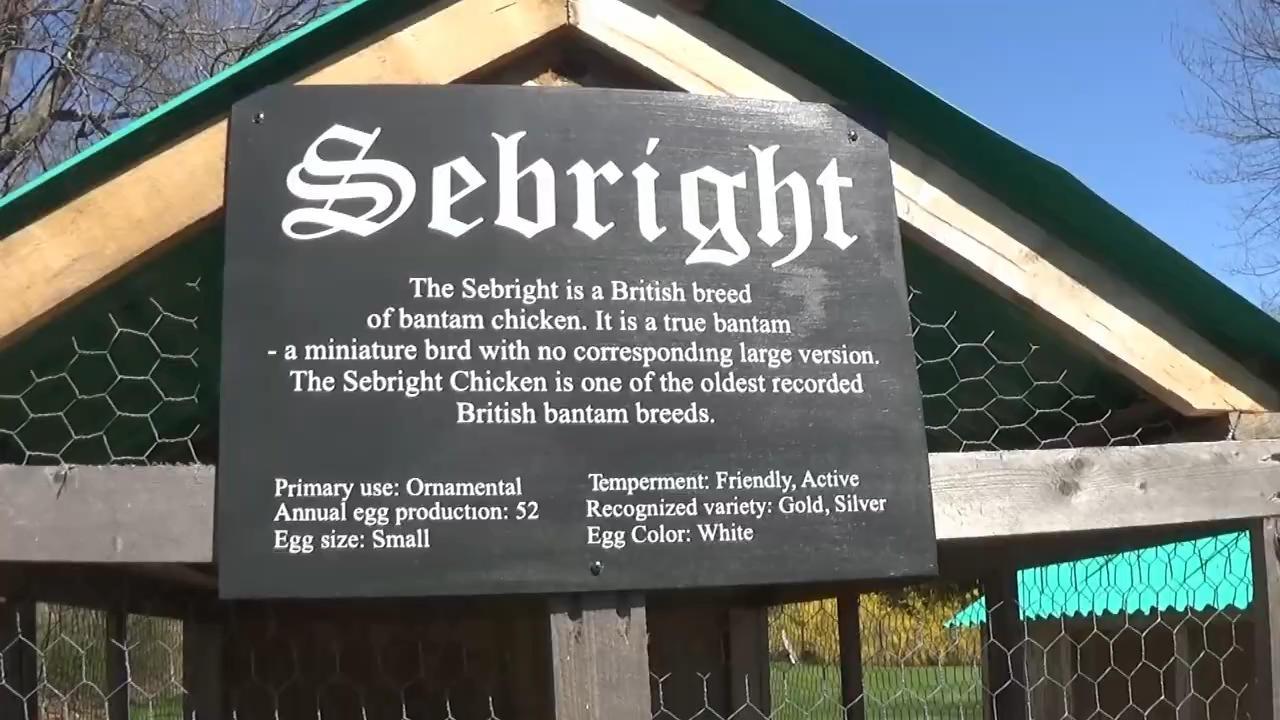 Sebright
The Sebright is a British breed
of bantam chicken. It is a true bantam
- a miniature bird with no corresponding large version.
The Sebright Chicken is one of the oldest recorded
British bantam breeds.
Primary use: Ornamental
Annual egg production: 52
Egg size: Small
Temperment: Friendly, Active
Recognized variety: Gold, Silver
Egg Color: White